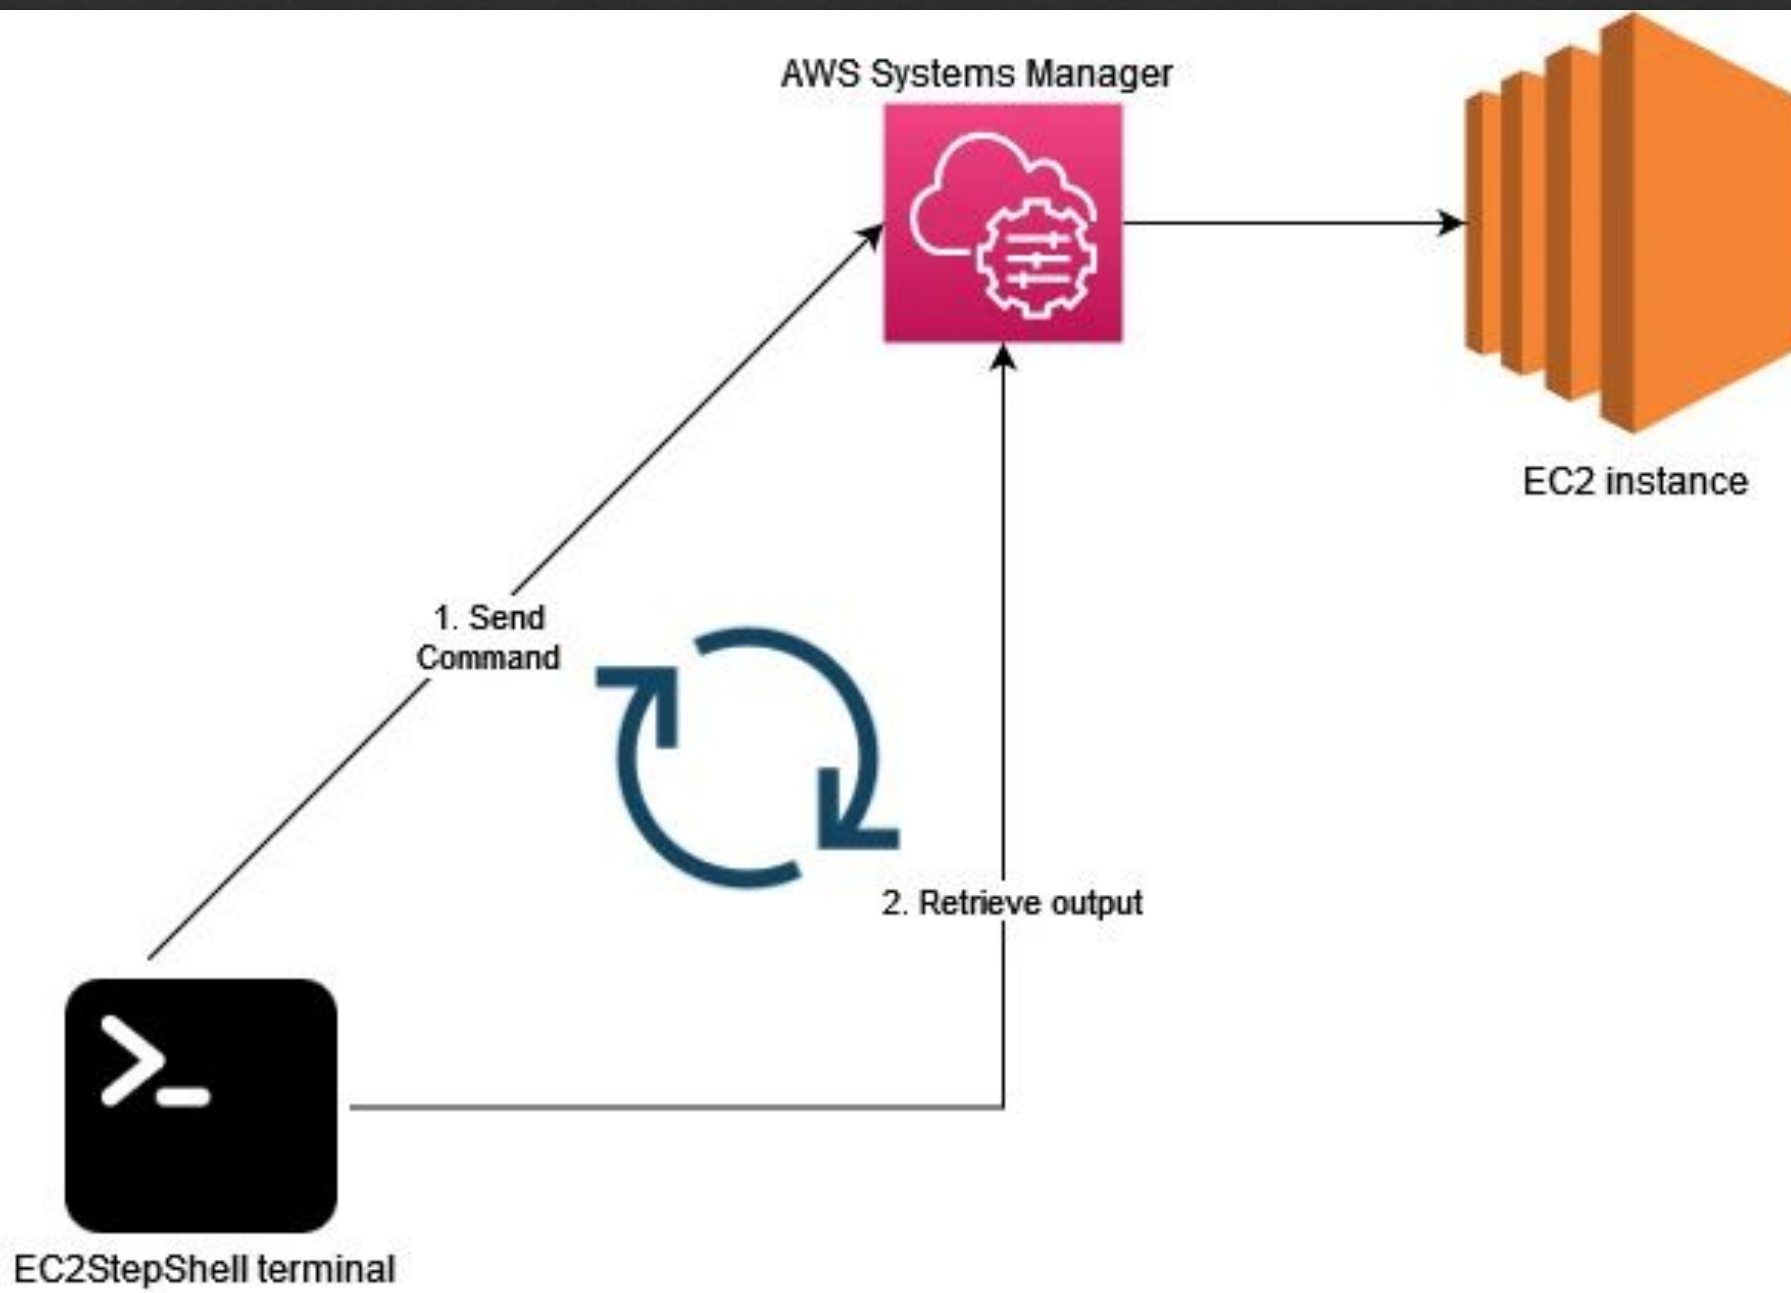 AWS Systems Manager
EC2 instance
1. Send
Command
2. Retrieve output
>_
EC2StepShell terminal